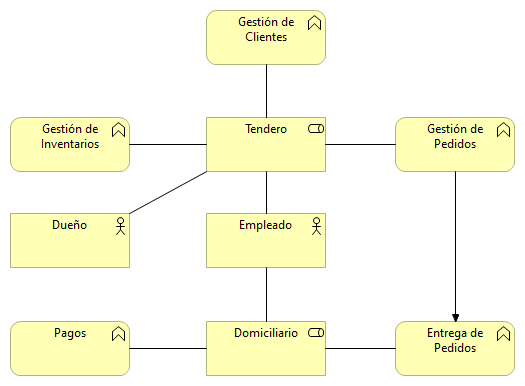 Gestión de
Clientes
Gestión de
Inventarios
Tendero
Gestión de
Pedidos
Dueño
Empleado
Pagos
Domiciliario
Entrega de
Pedidos